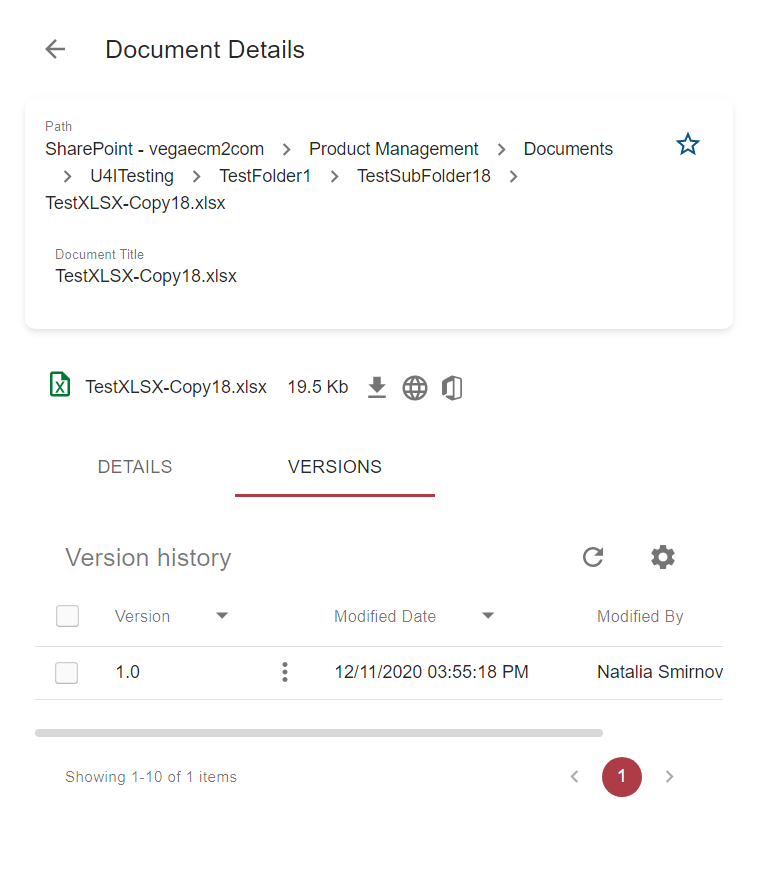 Document Details
Path
SharePoint - vegaecm2com > Product Management > Documents
> U4ITesting > TestFolder1 > TestSubFolder18 >
TestXLSX-Copy18.xlsx
Document Title
TestXLSX-Copy18.xlsx
TestXLSX-Copy18.xlsx 19.5 Kb
DETAILS VERSIONS
Version history
Version Modified Date Modified By
1.0 12/11/2020 03:55:18 PM Natalia Smirnov
Showing 1-10 of 1 items
1